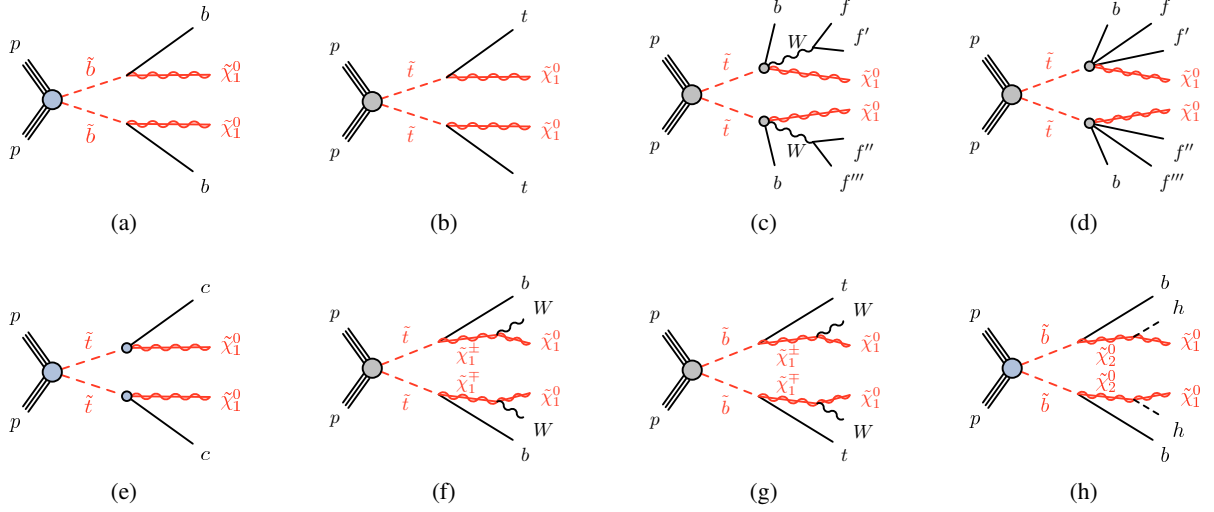 p p b̃ b̃ b χ̃₁⁰ χ̃₁⁰ b
(a)
p p t̃ t̃ t χ̃₁⁰ χ̃₁⁰ t
(b)
p p t̃ t̃ b W f f′ χ̃₁⁰ χ̃₁⁰ W b f″ f‴
(c)
p p t̃ t̃ b f f′ χ̃₁⁰ χ̃₁⁰ f″ f‴ b
(d)
p p t̃ t̃ c χ̃₁⁰ χ̃₁⁰ c
(e)
p p t̃ t̃ χ̃₁± χ̃₁∓ b W χ̃₁⁰ χ̃₁⁰ W b
(f)
p p b̃ b̃ χ̃₁± χ̃₁∓ t W χ̃₁⁰ χ̃₁⁰ W t
(g)
p p b̃ b̃ χ̃₂⁰ χ̃₂⁰ b h χ̃₁⁰ χ̃₁⁰ h b
(h)